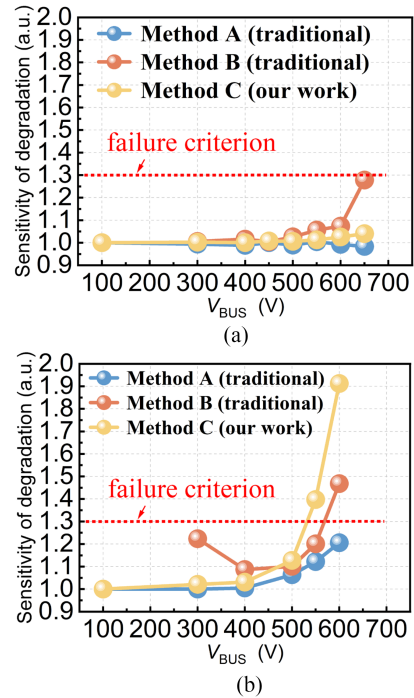 Sensitivity of degradation (a.u.)
2.0
1.9
1.8
1.7
1.6
1.5
1.4
1.3
1.2
1.1
1.0
0.9
Method A (traditional)
Method B (traditional)
Method C (our work)
failure criterion
100 200 300 400 500 600 700
VBUS (V)
(a)
Sensitivity of degradation (a.u.)
2.0
1.9
1.8
1.7
1.6
1.5
1.4
1.3
1.2
1.1
1.0
0.9
Method A (traditional)
Method B (traditional)
Method C (our work)
failure criterion
100 200 300 400 500 600 700
VBUS (V)
(b)